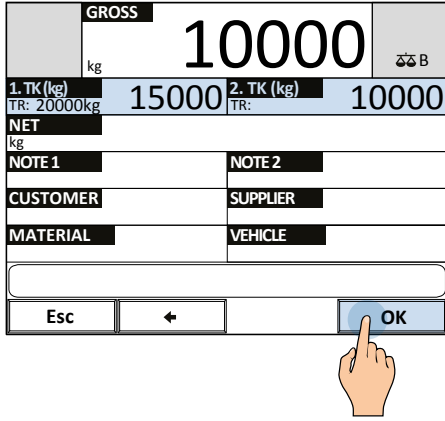 GROSS
kg 10000 B
1. TK (kg) 15000 2. TK (kg) 10000
TR: 20000kg TR:
NET
kg
NOTE 1 NOTE 2
CUSTOMER SUPPLIER
MATERIAL VEHICLE
Esc OK